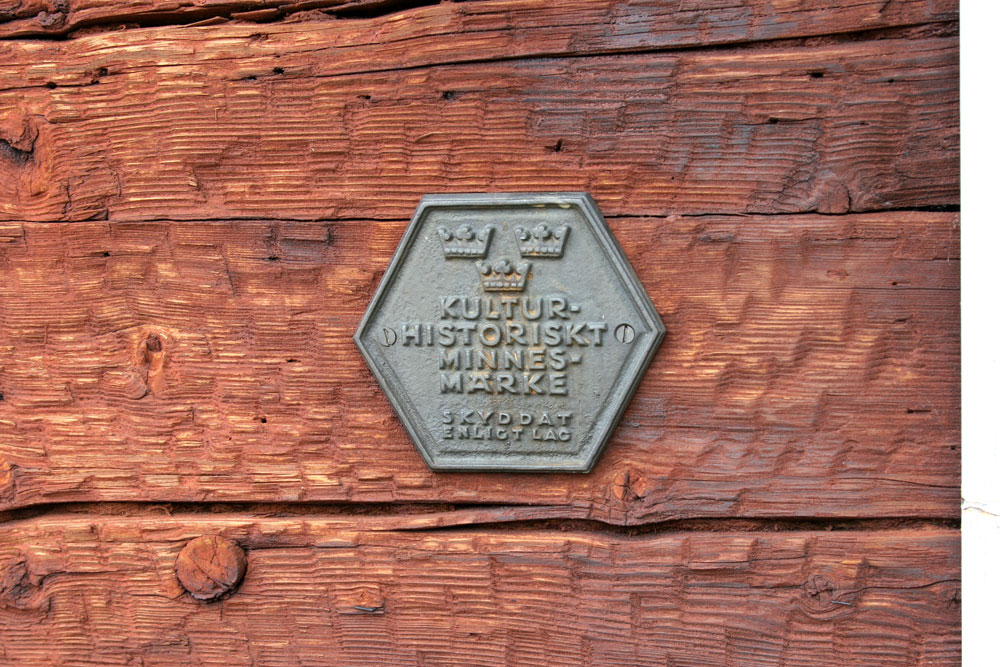 KULTUR-
HISTORISKT
MINNES-
MÄRKE
SKYDDAT
ENLIGT LAG